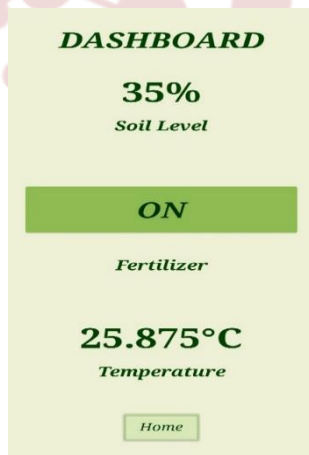 DASHBOARD
35%
Soil Level
ON
Fertilizer
25.875°C
Temperature
Home